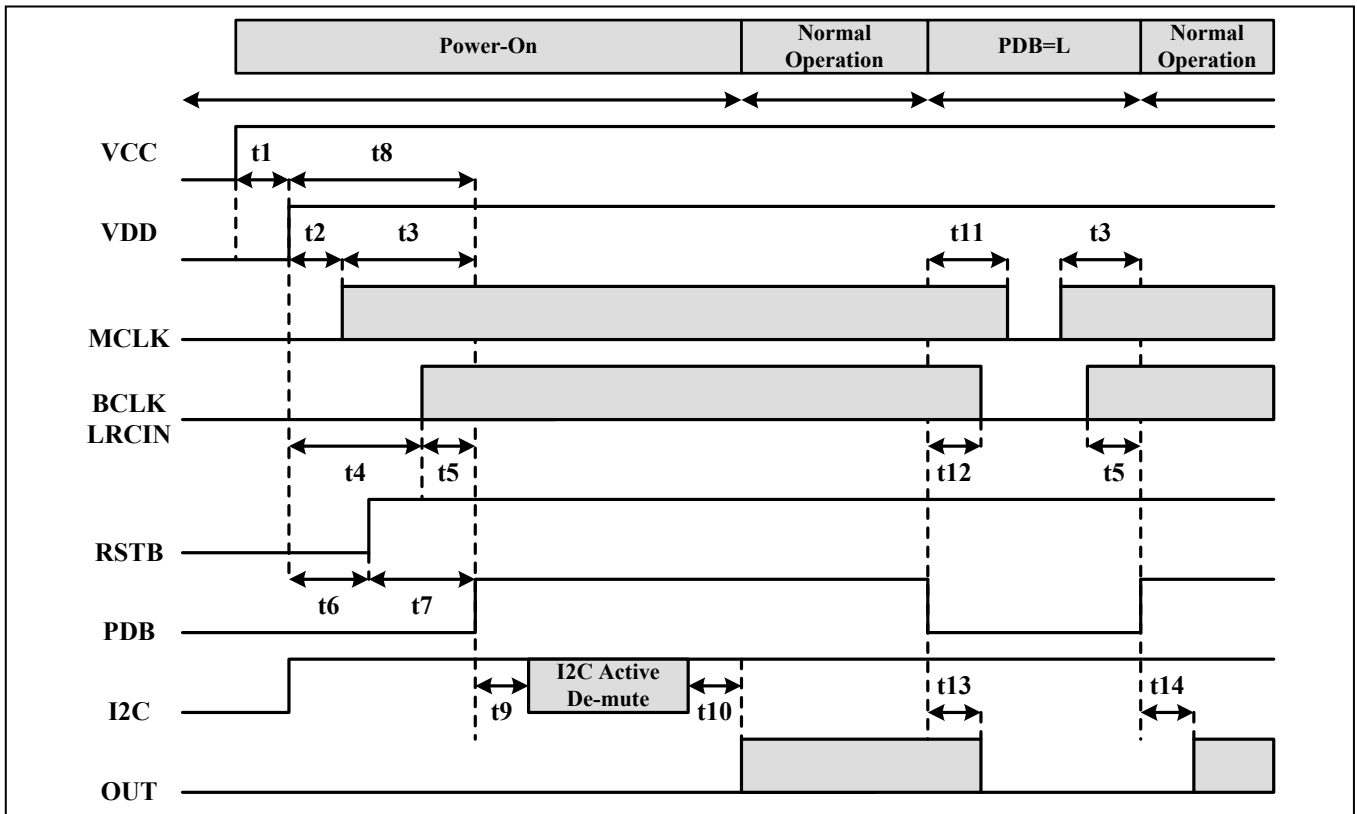 Power-On
Normal
Operation
PDB=L
Normal
Operation
VCC
t1
t8
VDD
t2
t3
t11
t3
MCLK
BCLK
LRCIN
t4
t5
t12
t5
RSTB
t6
t7
PDB
I2C
t9
I2C Active
De-mute
t10
t13
t14
OUT